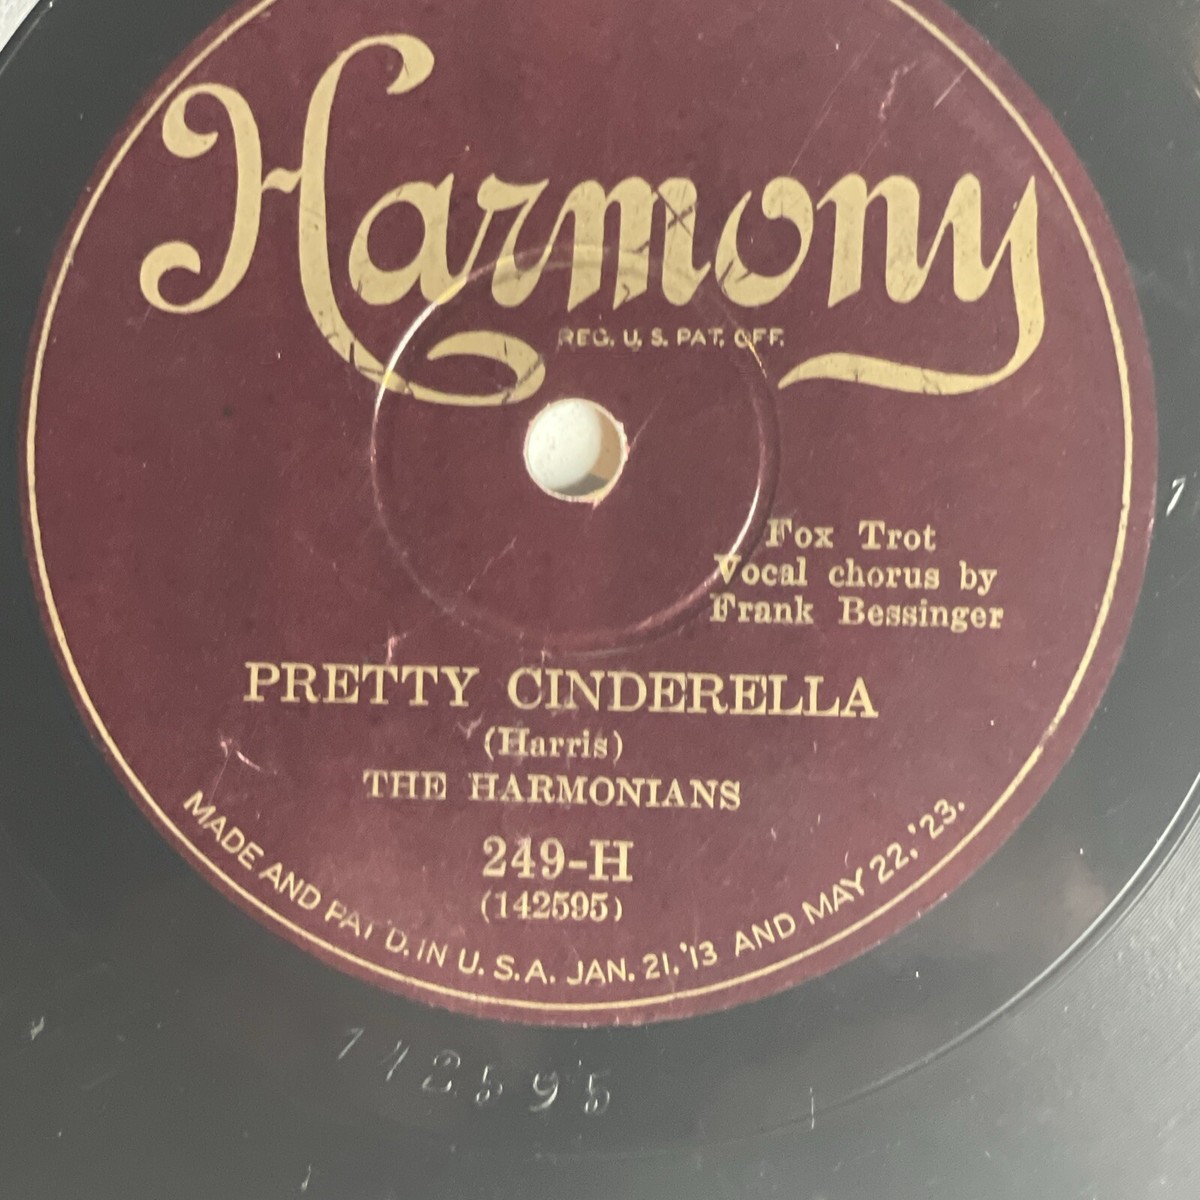 Harmony
REG. U. S. PAT. OFF.
Fox Trot
Vocal chorus by
Frank Bessinger
PRETTY CINDERELLA
(Harris)
THE HARMONIANS
249-H
(142595)
MADE AND PAT'D. IN U. S. A. JAN. 21, '13 AND MAY 22, '23.
142595
1